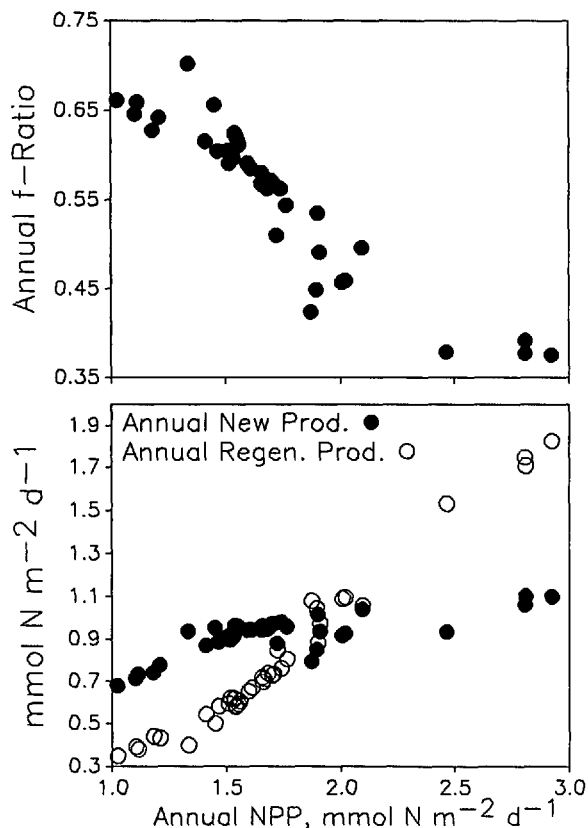 0.75
0.65
0.55
0.45
0.35
Annual f-Ratio
1.9
1.7
1.5
1.3
1.1
0.9
0.7
0.5
0.3
mmol N m-2 d-1
Annual New Prod.
Annual Regen. Prod.
1.0 1.5 2.0 2.5 3.0
Annual NPP, mmol N m-2 d-1